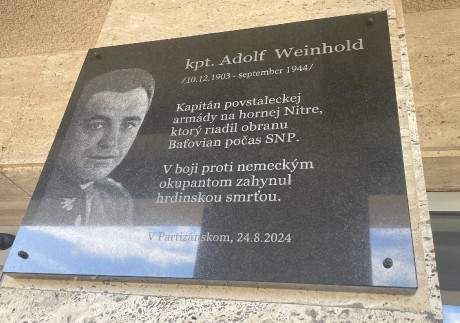 kpt. Adolf Weinhold
/10.12.1903 - september 1944/
Kapitán povstaleckej
armády na hornej Nitre,
ktorý riadil obranu
Baťovian počas SNP.
V boji proti nemeckým
okupantom zahynul
hrdinskou smrťou.
V Partizánskom, 24.8.2024